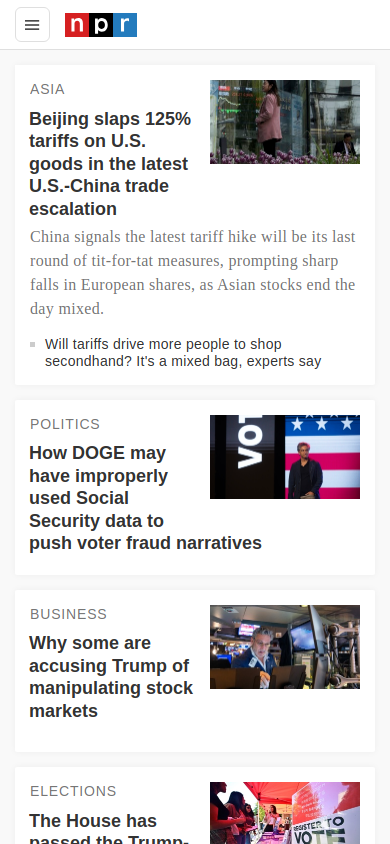 npr
ASIA
Beijing slaps 125%
tariffs on U.S.
goods in the latest
U.S.-China trade
escalation
China signals the latest tariff hike will be its last
round of tit-for-tat measures, prompting sharp
falls in European shares, as Asian stocks end the
day mixed.
Will tariffs drive more people to shop
secondhand? It's a mixed bag, experts say
POLITICS
VOT
How DOGE may
have improperly
used Social
Security data to
push voter fraud narratives
BUSINESS
Why some are
accusing Trump of
manipulating stock
markets
ELECTIONS
REGISTER TO
VOTE
The House has
passed the Trump-